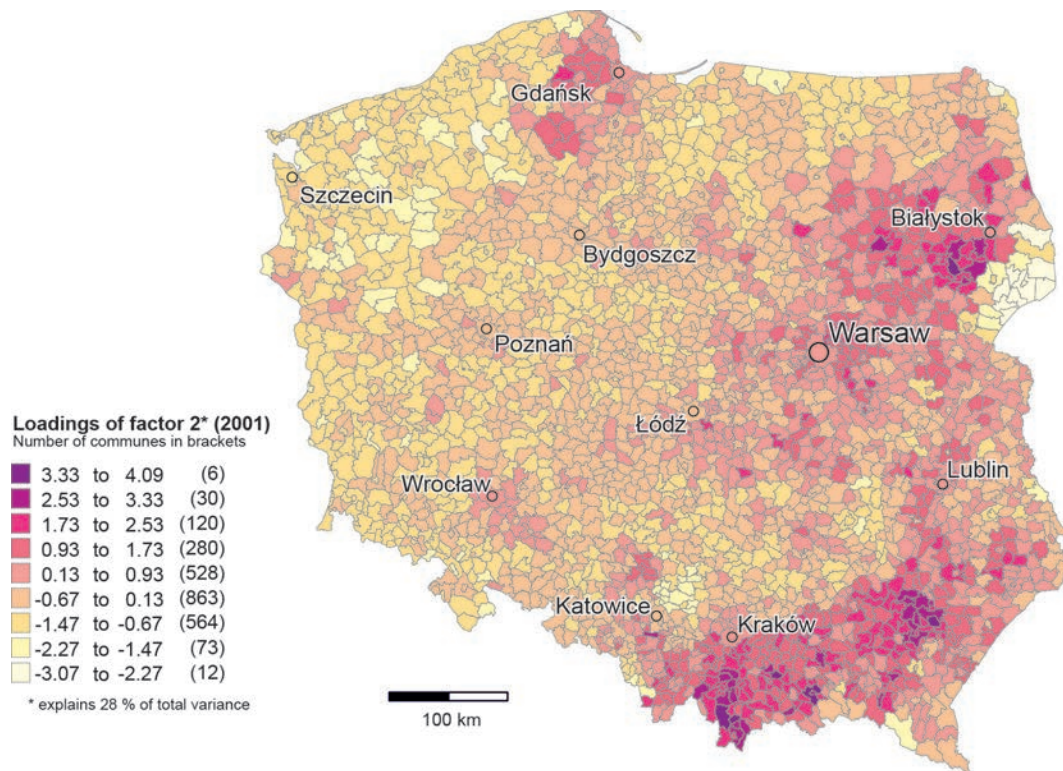 Gdańsk
Szczecin
Białystok
Bydgoszcz
Poznań
Warsaw
Łódź
Wrocław
Lublin
Katowice
Kraków
Loadings of factor 2* (2001)
Number of communes in brackets
3.33 to 4.09 (6)
2.53 to 3.33 (30)
1.73 to 2.53 (120)
0.93 to 1.73 (280)
0.13 to 0.93 (528)
-0.67 to 0.13 (863)
-1.47 to -0.67 (564)
-2.27 to -1.47 (73)
-3.07 to -2.27 (12)
* explains 28 % of total variance
100 km